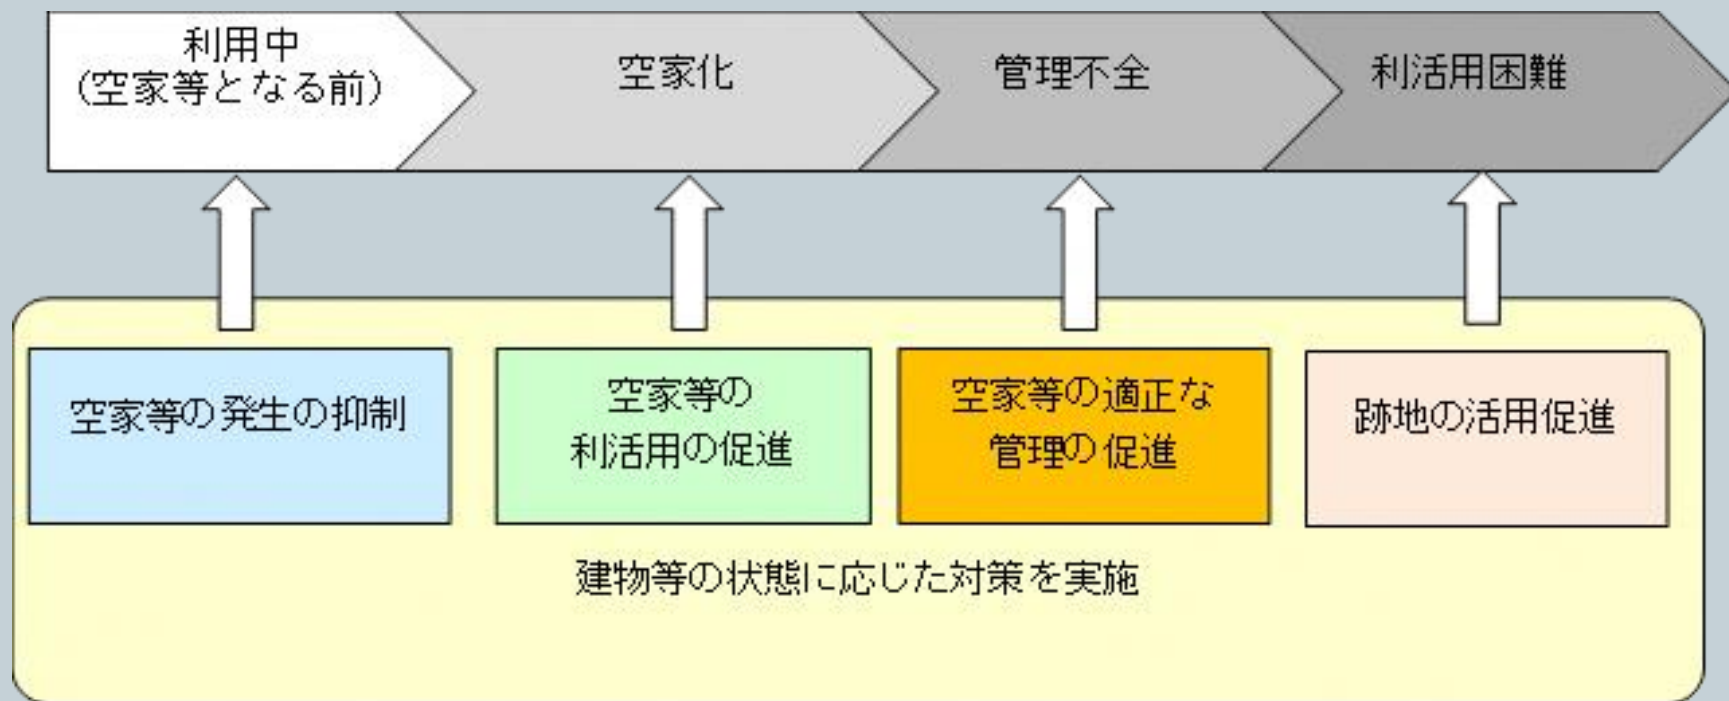 利用中
（空家等となる前）
空家化
管理不全
利活用困難
空家等の発生の抑制
空家等の
利活用の促進
空家等の適正な
管理の促進
跡地の活用促進
建物等の状態に応じた対策を実施